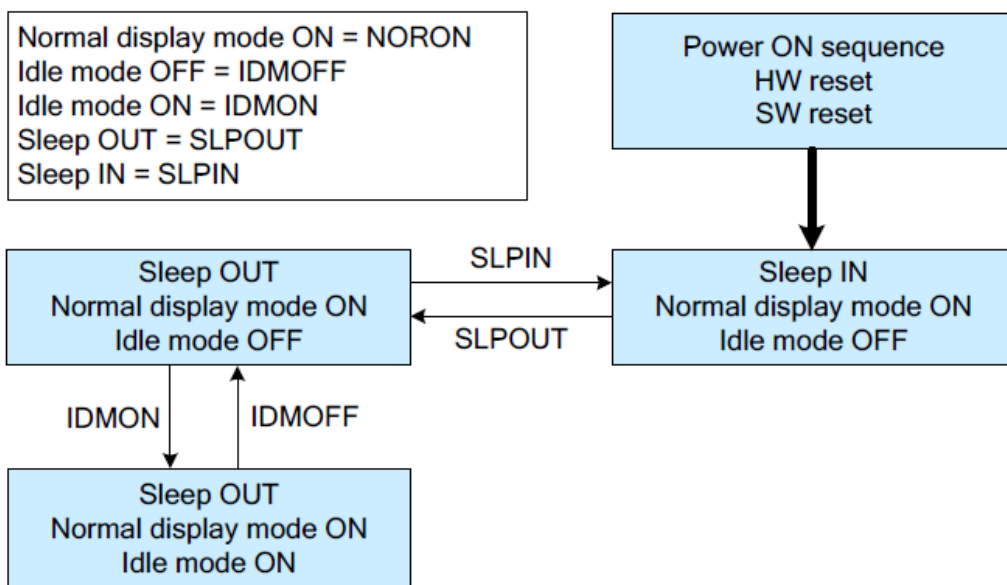 Normal display mode ON = NORON
Idle mode OFF = IDMOFF
Idle mode ON = IDMON
Sleep OUT = SLPOUT
Sleep IN = SLPIN
Power ON sequence
HW reset
SW reset
Sleep OUT
Normal display mode ON
Idle mode OFF
SLPIN
SLPOUT
Sleep IN
Normal display mode ON
Idle mode OFF
IDMON
IDMOFF
Sleep OUT
Normal display mode ON
Idle mode ON